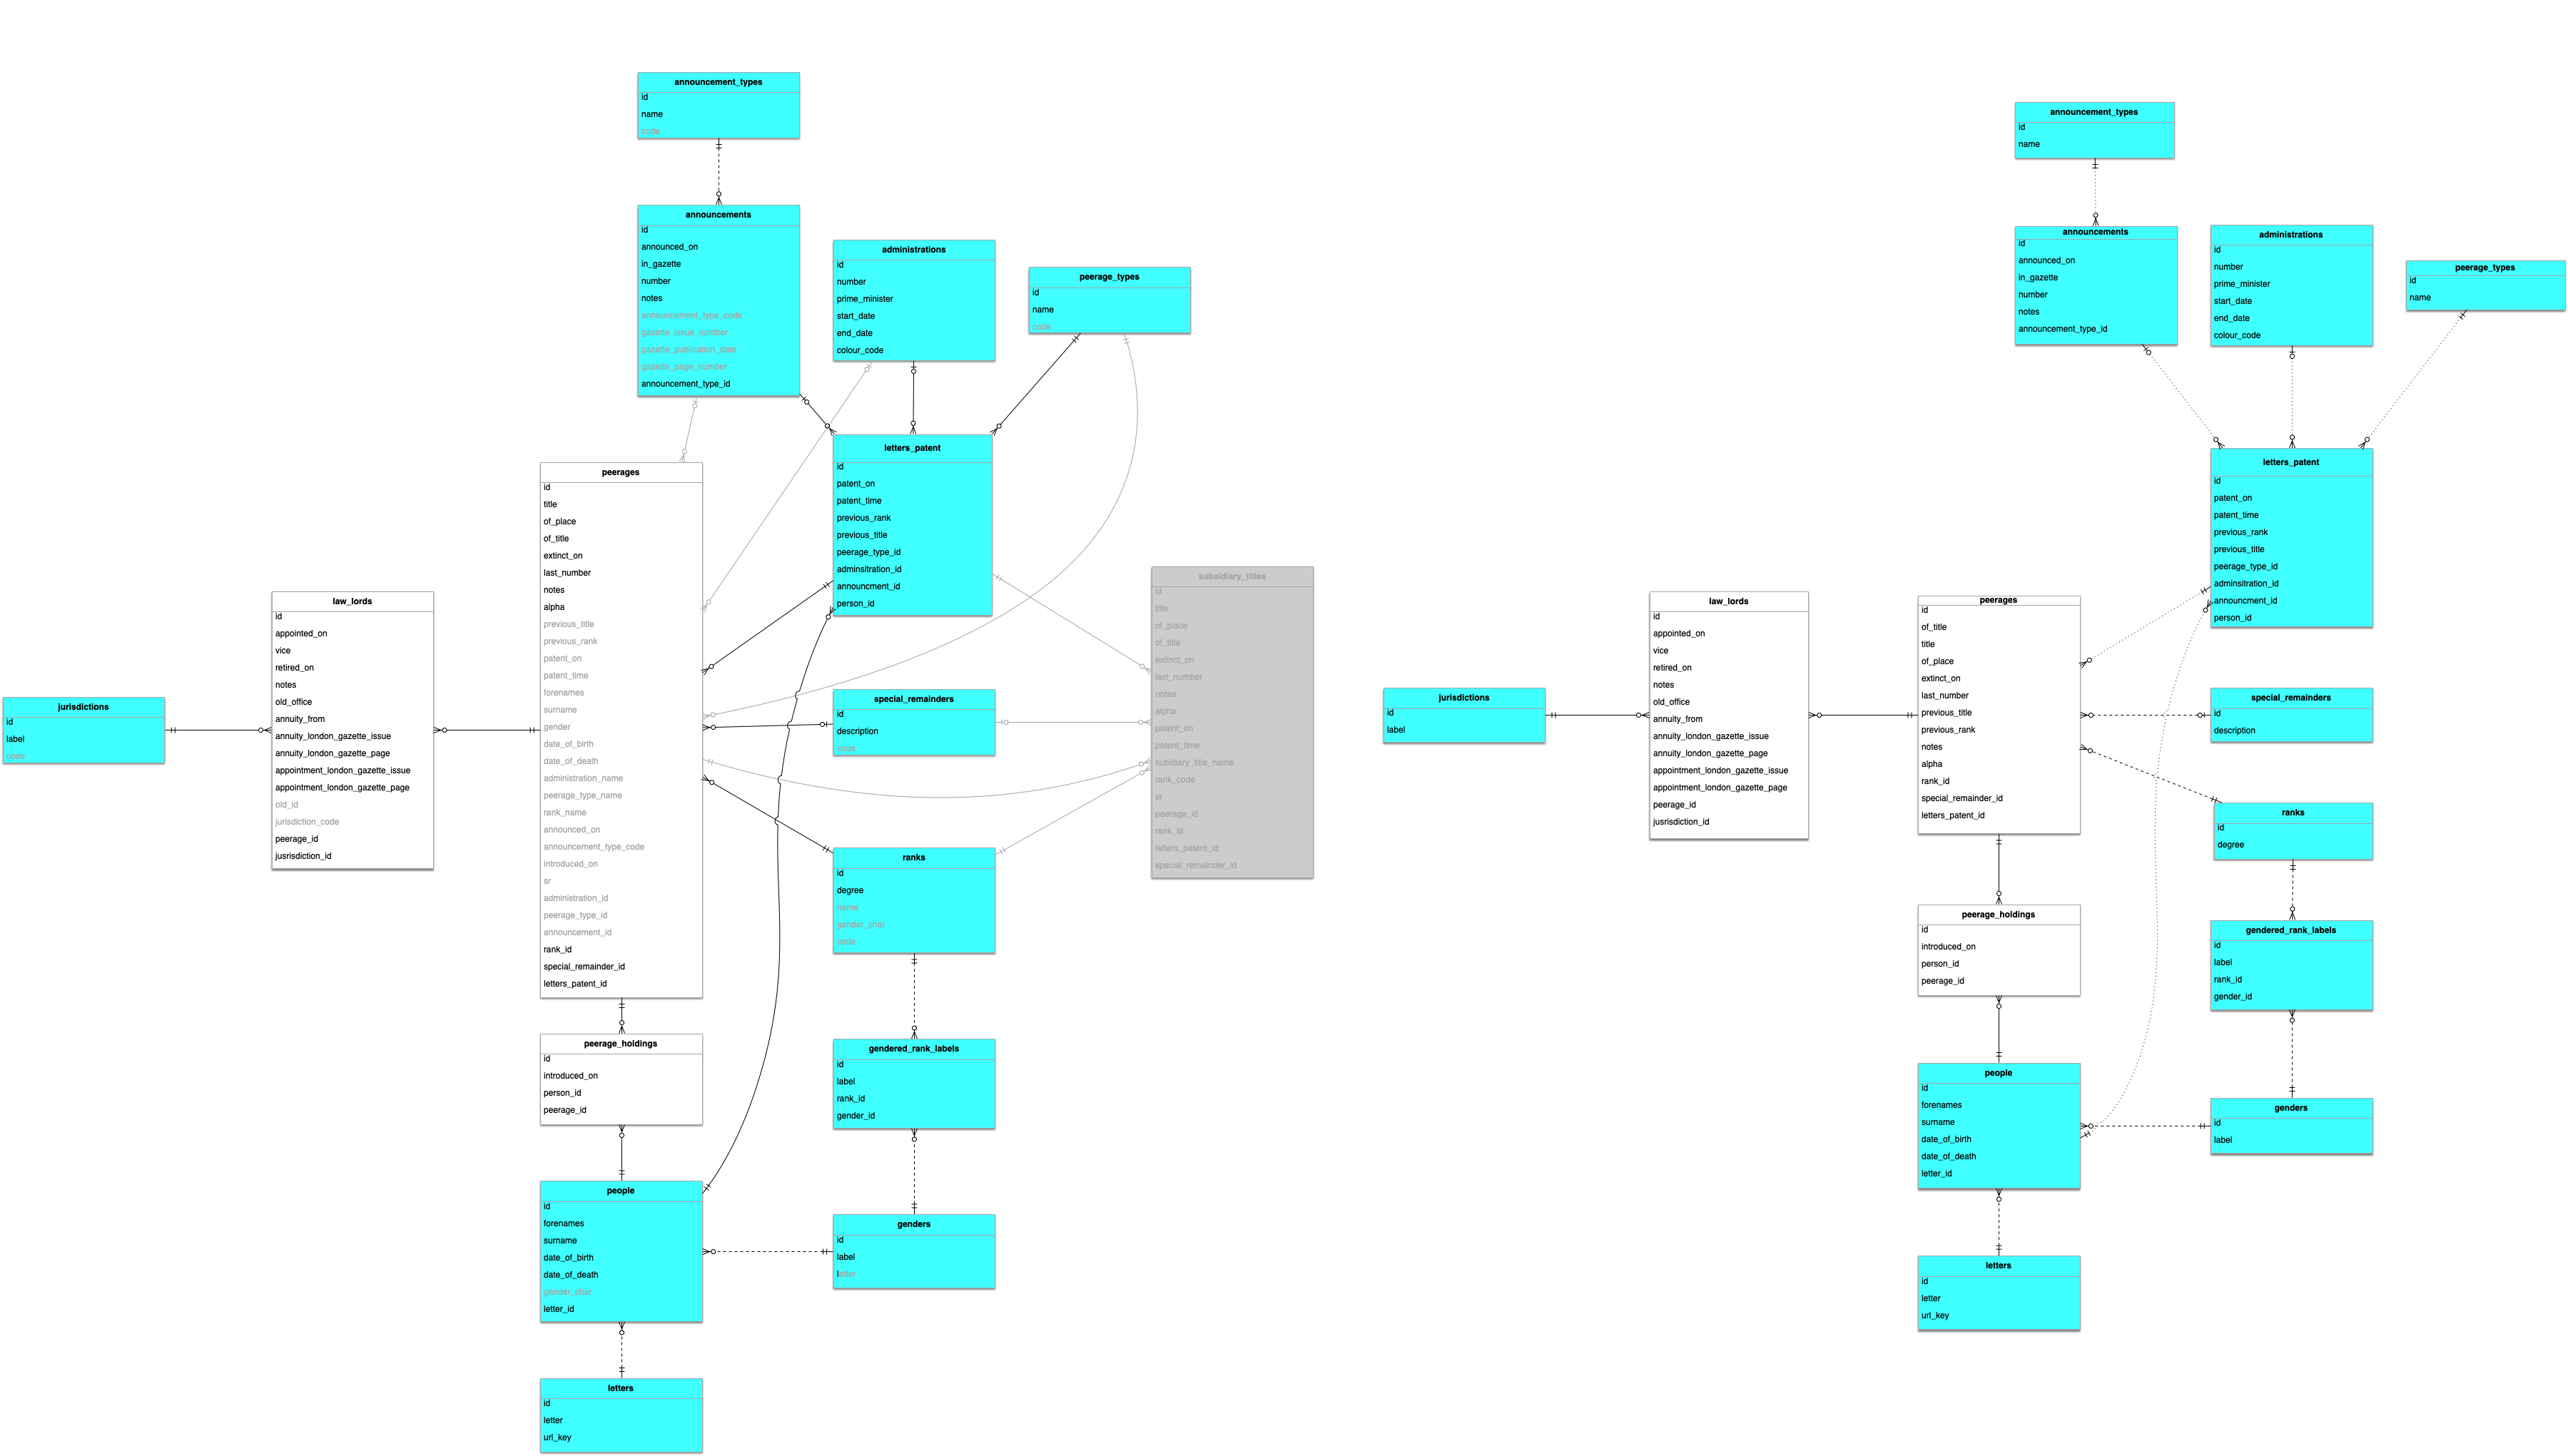 announcement_types
id
name
code
announcements
id
announced_on
in_gazette
number
notes
announcement_type_code
gazette_issue_number
gazette_publication_date
gazette_page_number
announcement_type_id
administrations
id
number
prime_minister
start_date
end_date
colour_code
peerage_types
id
name
code
letters_patent
id
patent_on
patent_time
previous_rank
previous_title
peerage_type_id
adminsitration_id
announcment_id
person_id
peerages
id
title
of_place
of_title
extinct_on
last_number
notes
alpha
previous_title
previous_rank
patent_on
patent_time
forenames
surname
gender
date_of_birth
date_of_death
administration_name
peerage_type_name
rank_name
announced_on
announcement_type_code
introduced_on
sr
administration_id
peerage_type_id
announcement_id
rank_id
special_remainder_id
letters_patent_id
law_lords
id
appointed_on
vice
retired_on
notes
old_office
annuity_from
annuity_london_gazette_issue
annuity_london_gazette_page
appointment_london_gazette_issue
appointment_london_gazette_page
old_id
jurisdiction_code
peerage_id
jusrisdiction_id
jurisdictions
id
label
code
subsidiary_titles
id
title
of_place
of_title
extinct_on
last_number
notes
alpha
patent_on
patent_time
subidiary_title_name
rank_code
sr
peerage_id
rank_id
letters_patent_id
special_remainder_id
special_remainders
id
description
code
ranks
id
degree
name
gender_char
code
gendered_rank_labels
id
label
rank_id
gender_id
peerage_holdings
id
introduced_on
person_id
peerage_id
people
id
forenames
surname
date_of_birth
date_of_death
gender_char
letter_id
genders
id
label
letter
letters
id
letter
url_key
announcement_types
id
name
announcements
id
announced_on
in_gazette
number
notes
announcement_type_id
administrations
id
number
prime_minister
start_date
end_date
colour_code
peerage_types
id
name
letters_patent
id
patent_on
patent_time
previous_rank
previous_title
peerage_type_id
adminsitration_id
announcment_id
person_id
jurisdictions
id
label
law_lords
id
appointed_on
vice
retired_on
notes
old_office
annuity_from
annuity_london_gazette_issue
annuity_london_gazette_page
appointment_london_gazette_issue
appointment_london_gazette_page
peerage_id
jusrisdiction_id
peerages
id
of_title
title
of_place
extinct_on
last_number
previous_title
previous_rank
notes
alpha
rank_id
special_remainder_id
letters_patent_id
special_remainders
id
description
ranks
id
degree
peerage_holdings
id
introduced_on
person_id
peerage_id
gendered_rank_labels
id
label
rank_id
gender_id
people
id
forenames
surname
date_of_birth
date_of_death
letter_id
genders
id
label
letters
id
letter
url_key